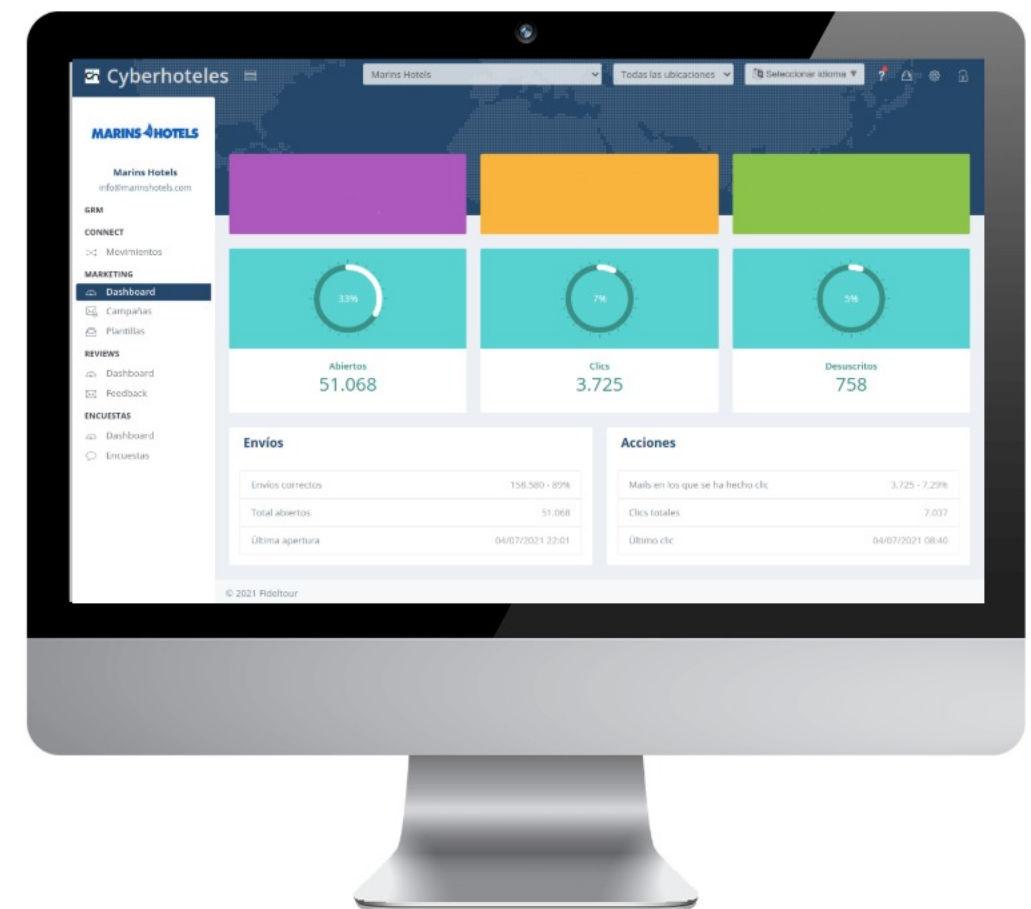 Cyberhoteles
Marins Hotels
Todas las ubicaciones
Seleccionar idioma ▼
?
MARINS HOTELS
Marins Hotels
info@marinshotels.com
GRM
CONNECT
Movimientos
MARKETING
Dashboard
Campañas
Plantillas
REVIEWS
Dashboard
Feedback
ENCUESTAS
Dashboard
Encuestas
33%
Abiertos
51.068
7%
Clics
3.725
5%
Desuscritos
758
Envíos
Envíos correctos 158.580 - 89%
Total abiertos 51.068
Última apertura 04/07/2021 22:01
Acciones
Mails en los que se ha hecho clic 3.725 - 7,29%
Clics totales 7.037
Último clic 04/07/2021 08:40
© 2021 Fideltour